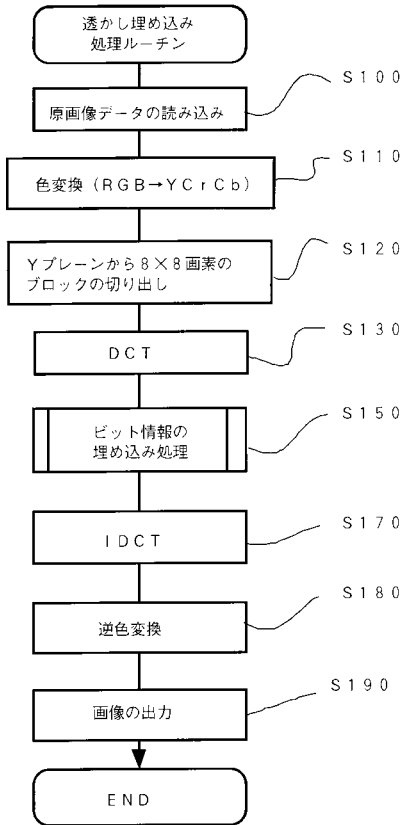 透かし埋め込み
処理ルーチン
S100
原画像データの読み込み
S110
色変換(RGB→YCrCb)
S120
Yプレーンから8×8画素の
ブロックの切り出し
S130
DCT
S150
ビット情報の
埋め込み処理
S170
IDCT
S180
逆色変換
S190
画像の出力
END